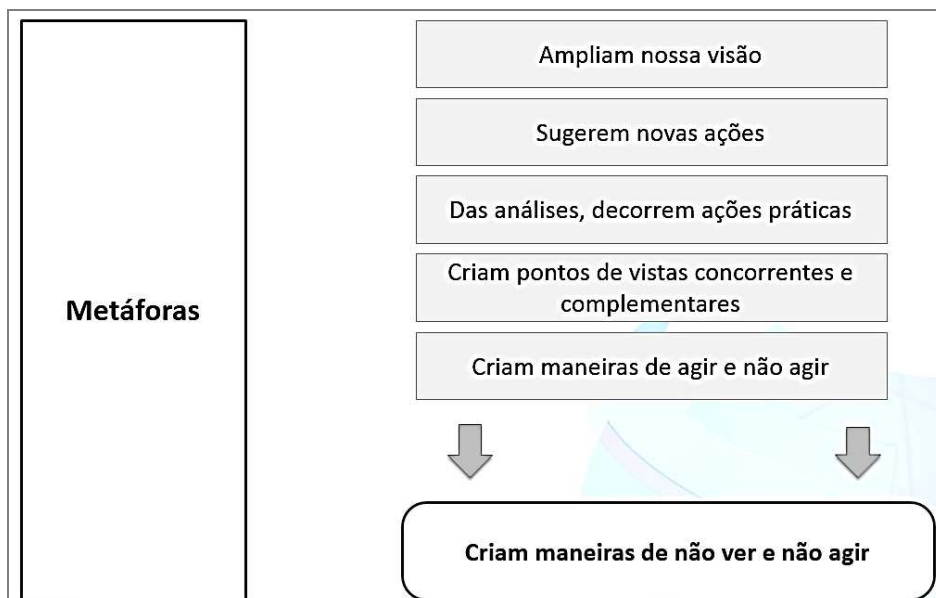 Metáforas
Ampliam nossa visão
Sugerem novas ações
Das análises, decorrem ações práticas
Criam pontos de vistas concorrentes e
complementares
Criam maneiras de agir e não agir
Criam maneiras de não ver e não agir